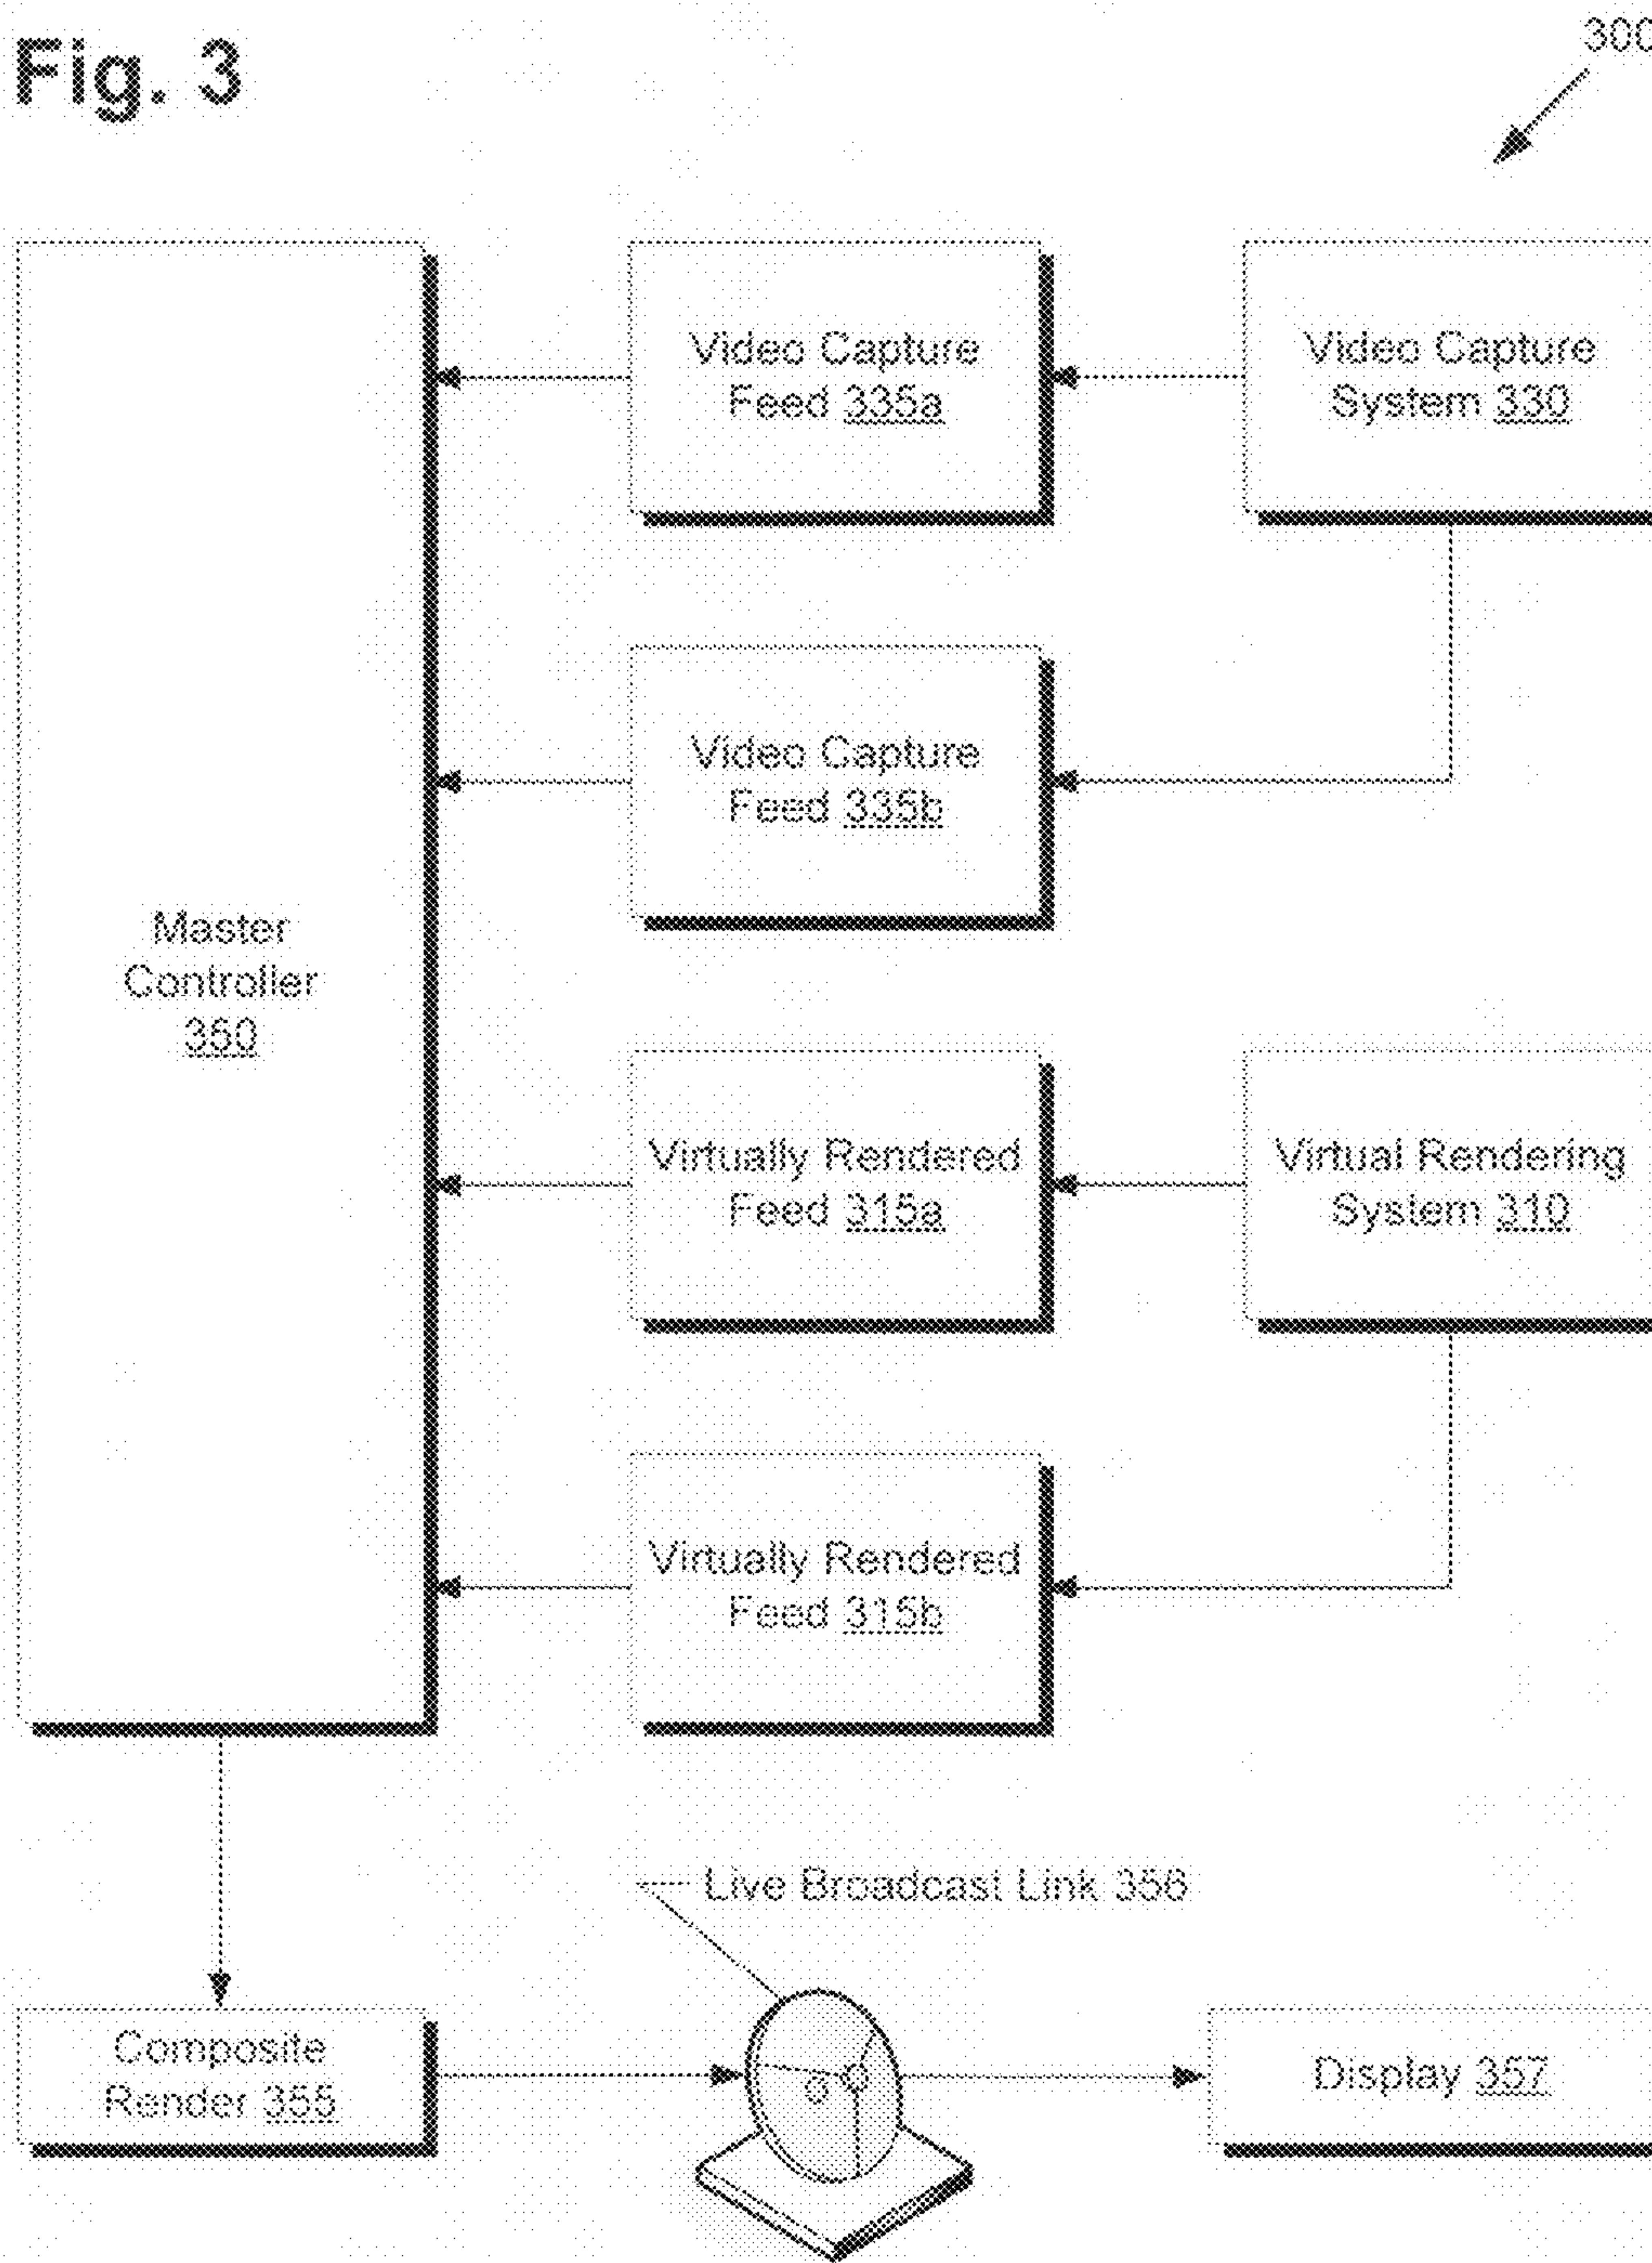 Fig. 3
300
Video Capture
Feed 335a
Video Capture
System 330
Video Capture
Feed 335b
Master
Controller
350
Virtually Rendered
Feed 315a
Virtual Rendering
System 310
Virtually Rendered
Feed 315b
Live Broadcast Link 356
Composite
Render 355
Display 357